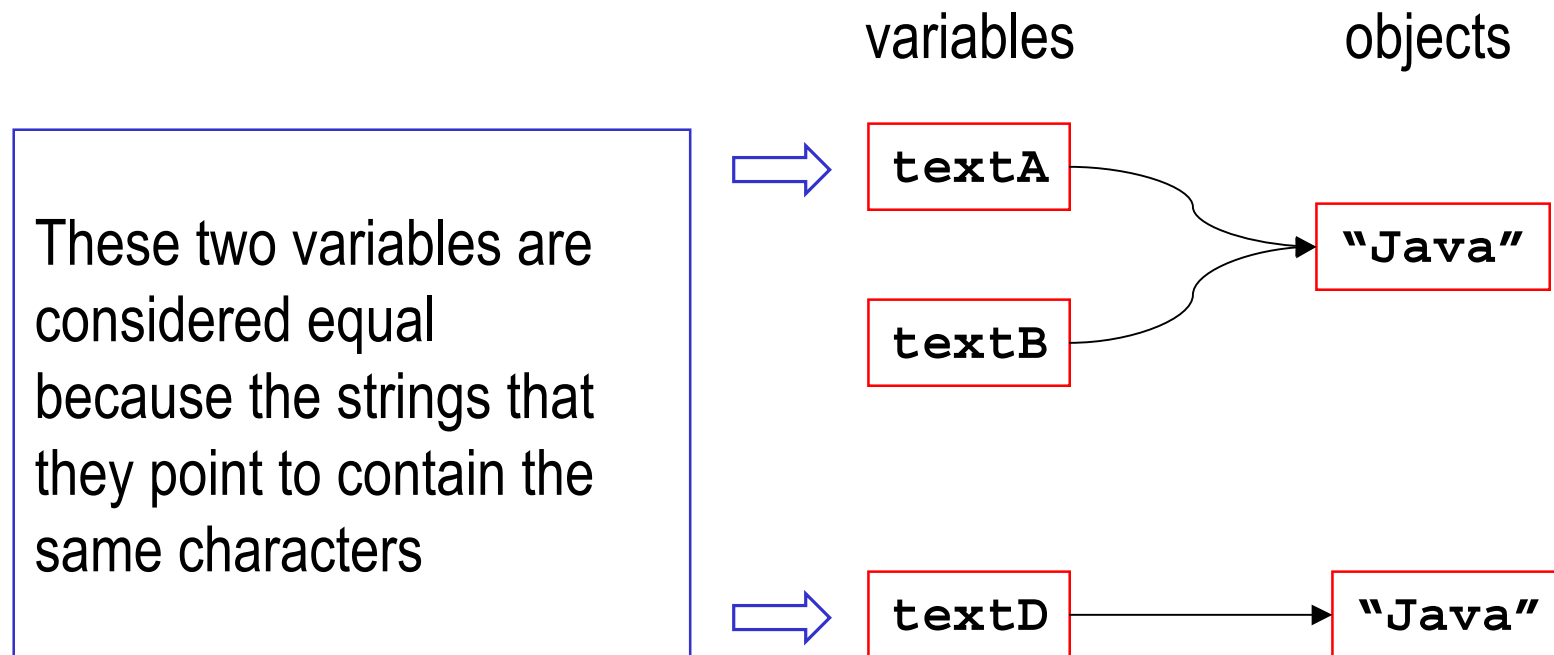 variables objects
textA
“Java”
These two variables are
considered equal
textB
because the strings that
they point to contain the
same characters
textD “Java”